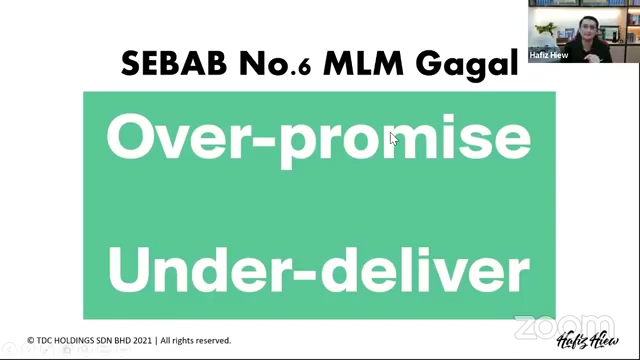 SEBAB No.6 MLM Gagal
Hafiz Hiew
Over-promise
Under-deliver
zoom
© TDC HOLDINGS SDN BHD 2021 | All rights reserved.
Hafiz Hiew